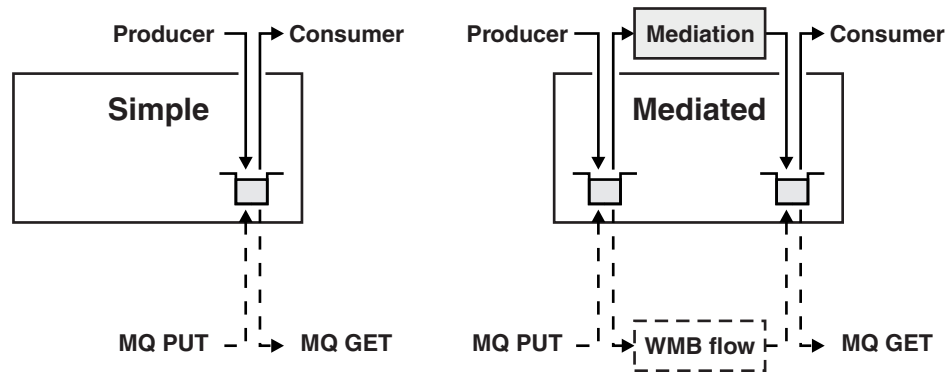 Producer
Consumer
Simple
MQ PUT
MQ GET
Producer
Mediation
Consumer
Mediated
MQ PUT
WMB flow
MQ GET